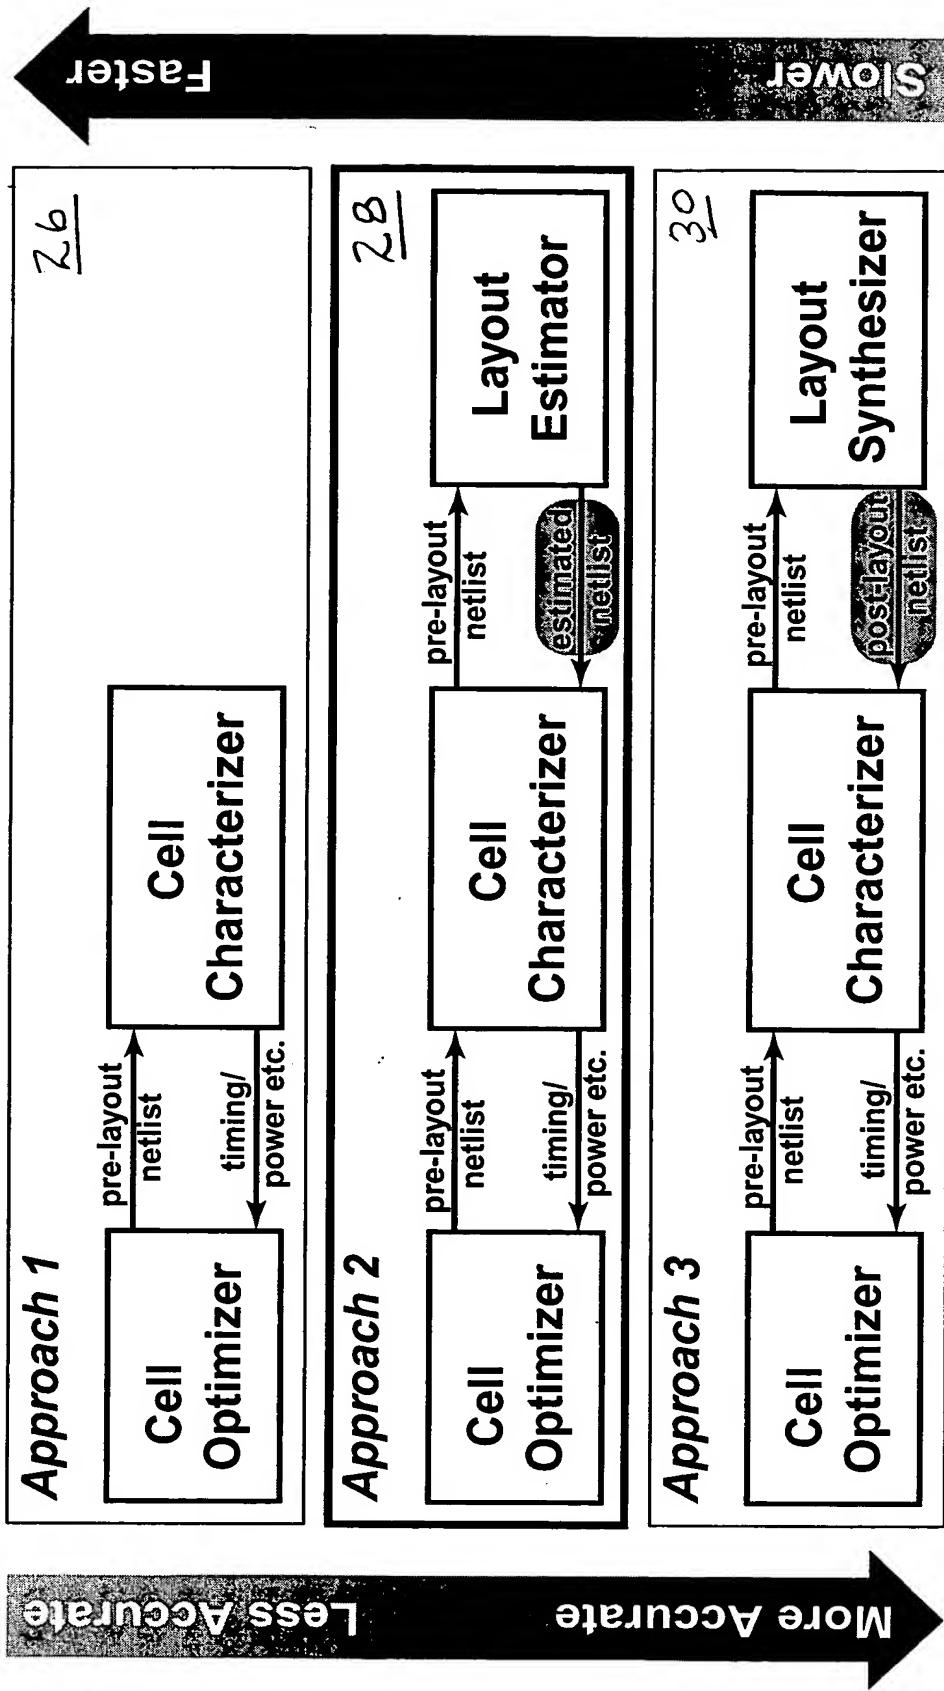 Less Accurate
More Accurate
Approach 1
26
Cell
Optimizer
pre-layout
netlist
timing/
power etc.
Cell
Characterizer
Approach 2
28
Cell
Optimizer
pre-layout
netlist
timing/
power etc.
Cell
Characterizer
pre-layout
netlist
estimated
netlist
Layout
Estimator
Approach 3
30
Cell
Optimizer
pre-layout
netlist
timing/
power etc.
Cell
Characterizer
pre-layout
netlist
post-layout
netlist
Layout
Synthesizer
Faster
Slower